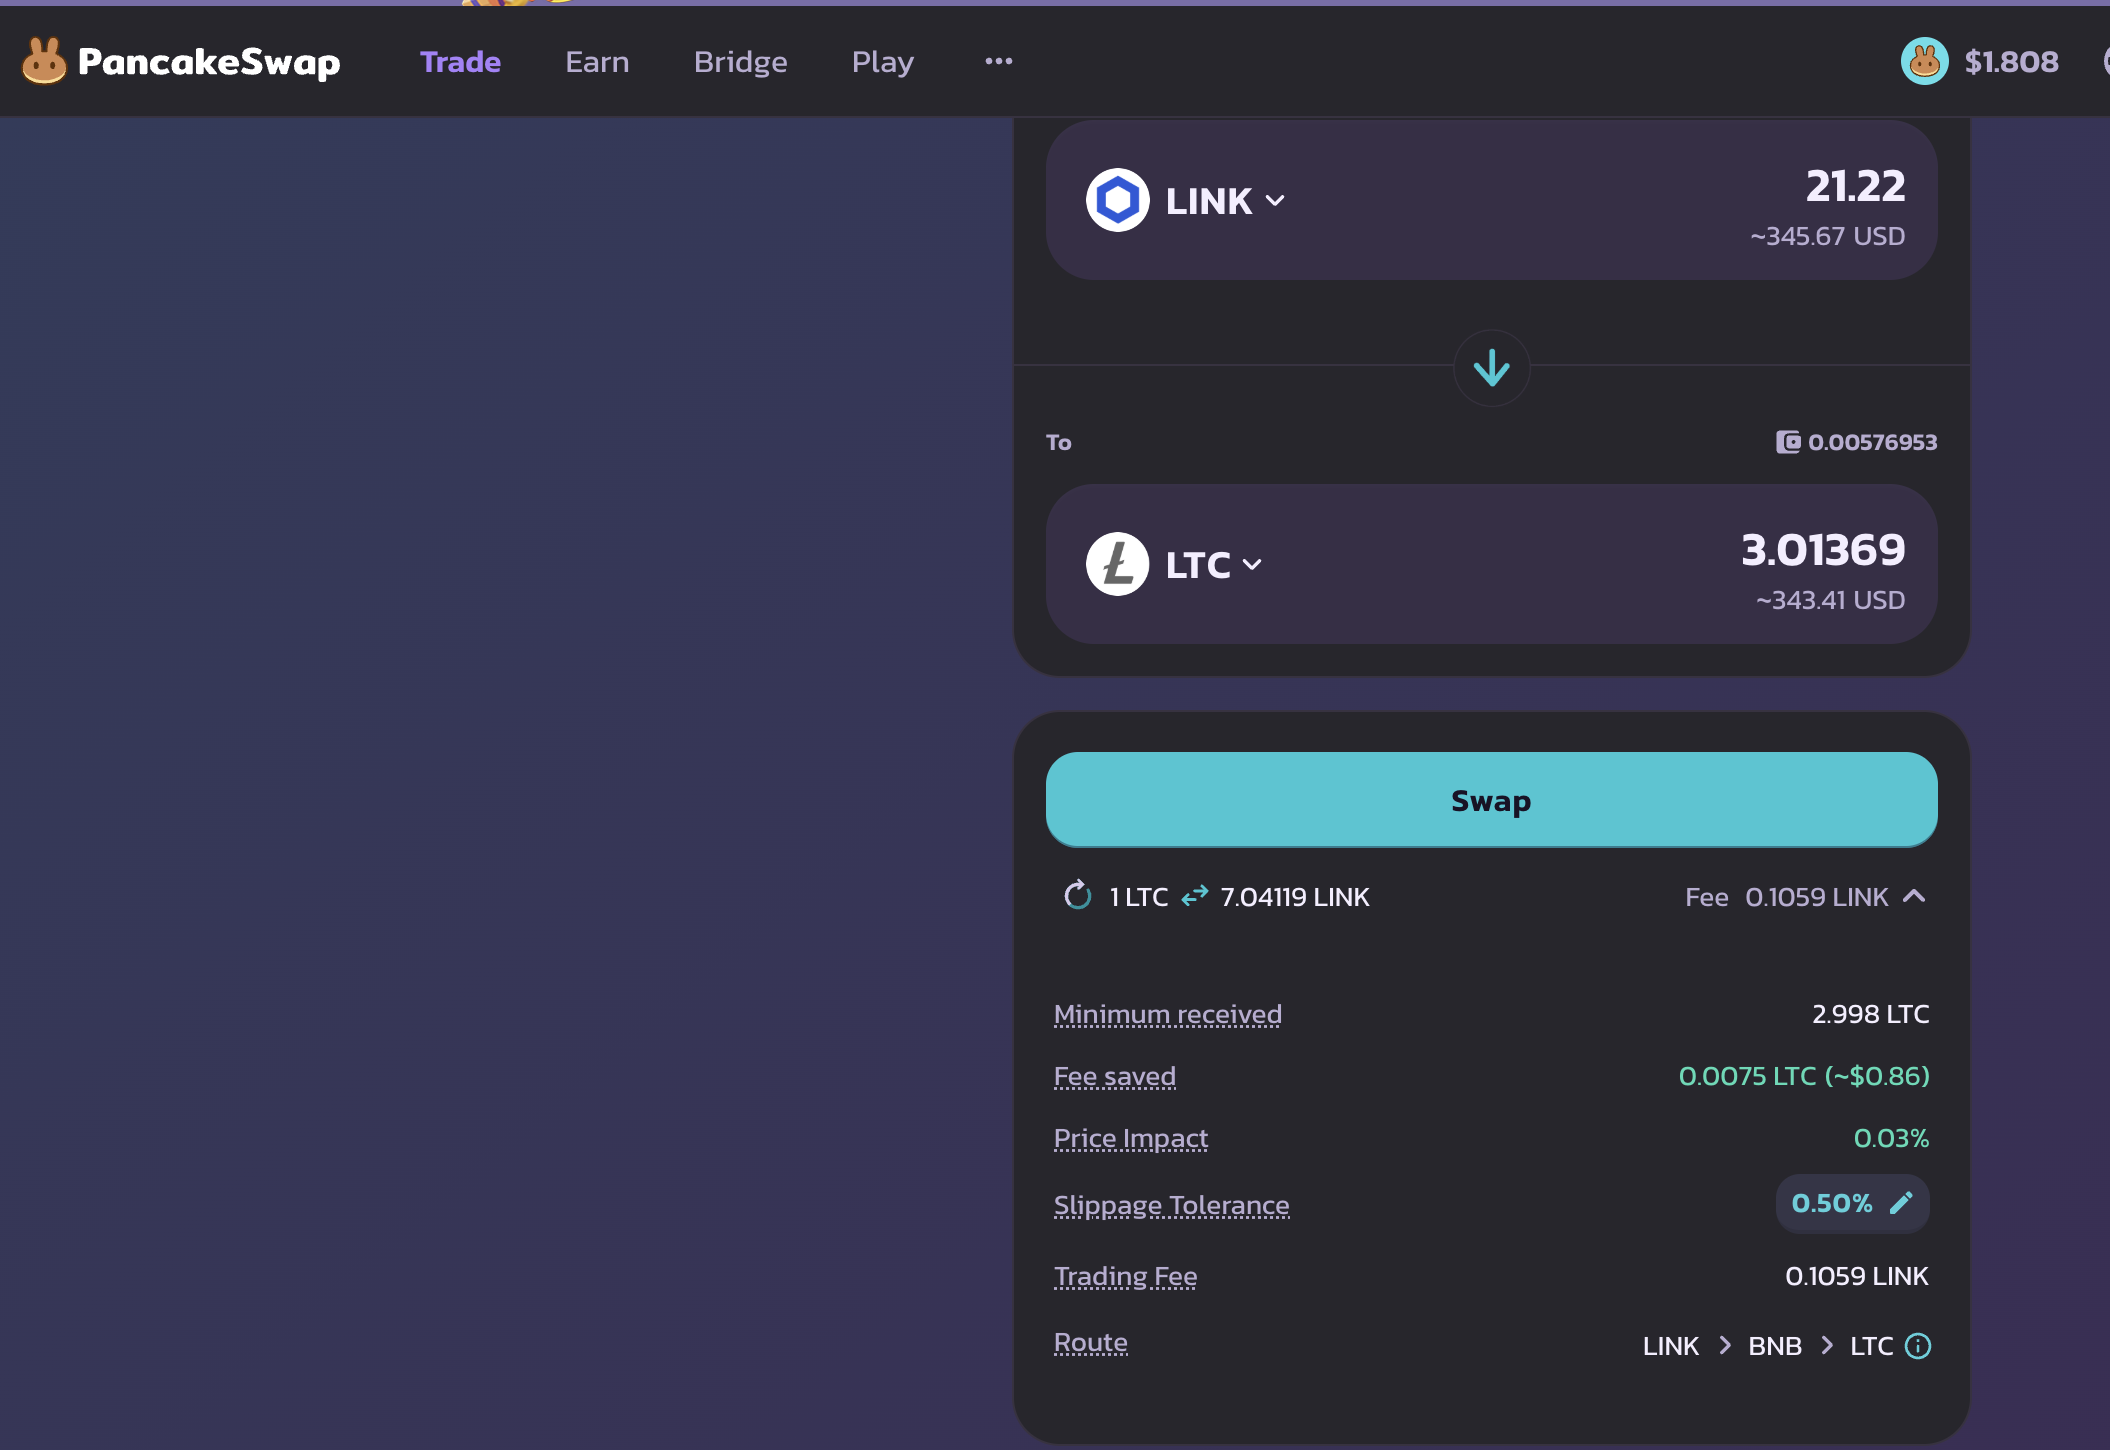 PancakeSwap Trade Earn Bridge Play ••• $1.808
LINK 21.22
~345.67 USD
To 0.00576953
LTC 3.01369
~343.41 USD
Swap
1 LTC 7.04119 LINK Fee 0.1059 LINK
Minimum received 2.998 LTC
Fee saved 0.0075 LTC (~$0.86)
Price Impact 0.03%
Slippage Tolerance 0.50%
Trading Fee 0.1059 LINK
Route LINK > BNB > LTC